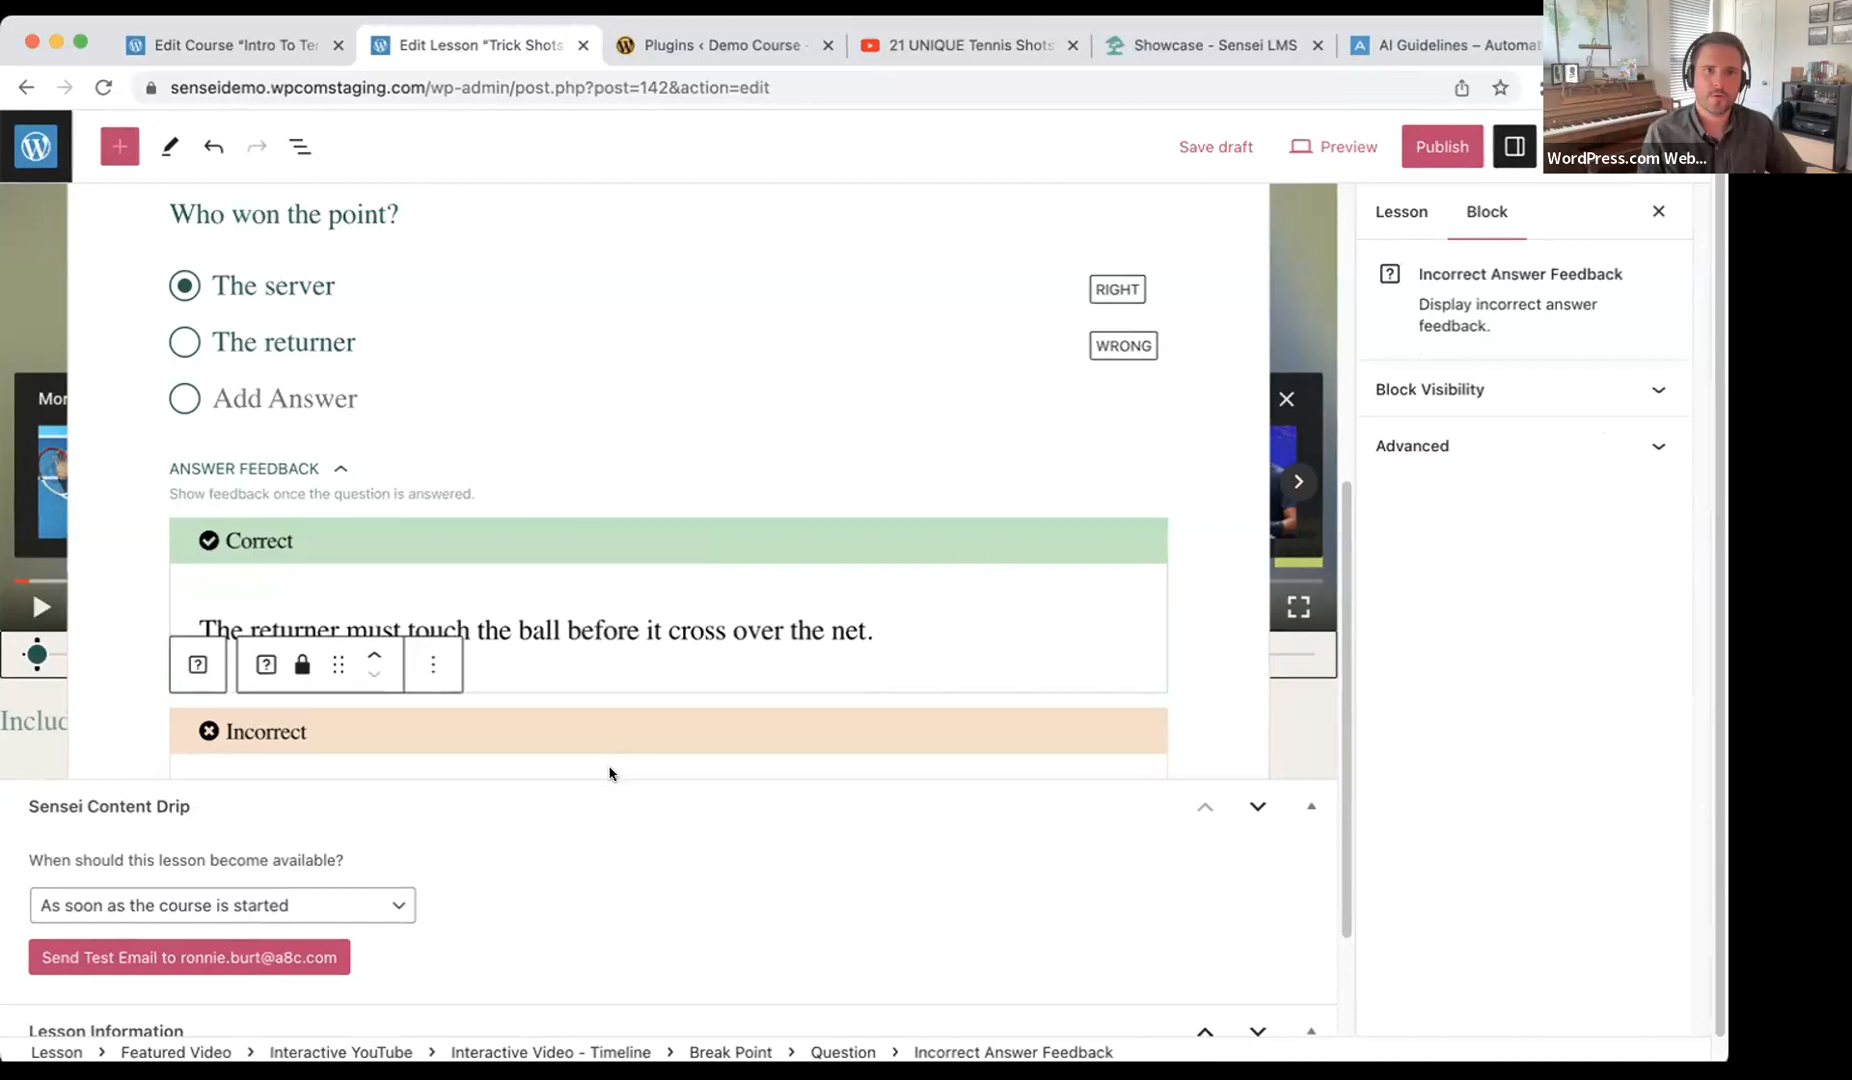 Edit Course "Intro To Ter
Edit Lesson "Trick Shots
Plugins ‹ Demo Course -
21 UNIQUE Tennis Shots
Showcase - Sensei LMS
AI Guidelines – Automat
senseidemo.wpcomstaging.com/wp-admin/post.php?post=142&action=edit
WordPress.com Web...
Save draft
Preview
Publish
Who won the point?
The server
RIGHT
The returner
WRONG
Add Answer
ANSWER FEEDBACK
Show feedback once the question is answered.
Correct
The returner must touch the ball before it cross over the net.
Incorrect
Mor
Includ
Lesson
Block
Incorrect Answer Feedback
Display incorrect answer
feedback.
Block Visibility
Advanced
Sensei Content Drip
When should this lesson become available?
As soon as the course is started
Send Test Email to ronnie.burt@a8c.com
Lesson Information
Lesson > Featured Video > Interactive YouTube > Interactive Video - Timeline > Break Point > Question > Incorrect Answer Feedback